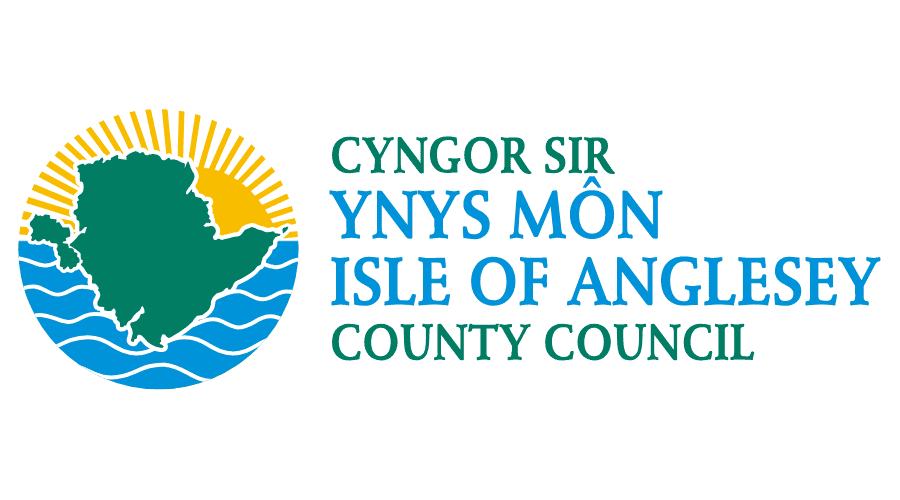 CYNGOR SIR
YNYS MÔN
ISLE OF ANGLESEY
COUNTY COUNCIL